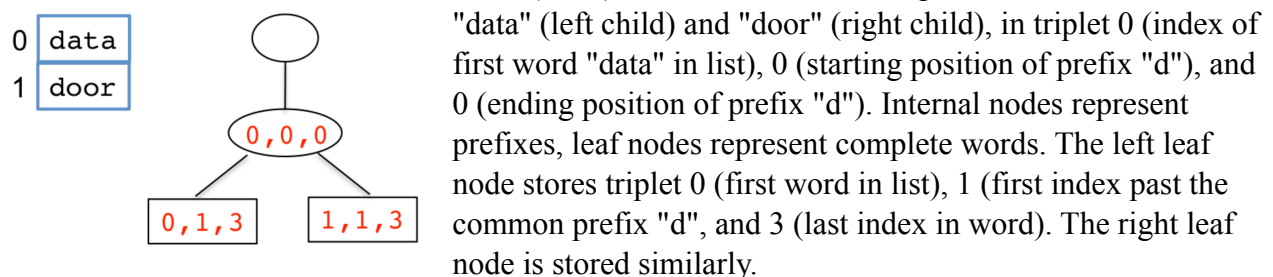 "data" (left child) and "door" (right child), in triplet 0 (index of
first word "data" in list), 0 (starting position of prefix "d"), and
0 (ending position of prefix "d"). Internal nodes represent
prefixes, leaf nodes represent complete words. The left leaf
node stores triplet 0 (first word in list), 1 (first index past the
common prefix "d", and 3 (last index in word). The right leaf
node is stored similarly.
0 data
1 door
0,0,0
0,1,3
1,1,3